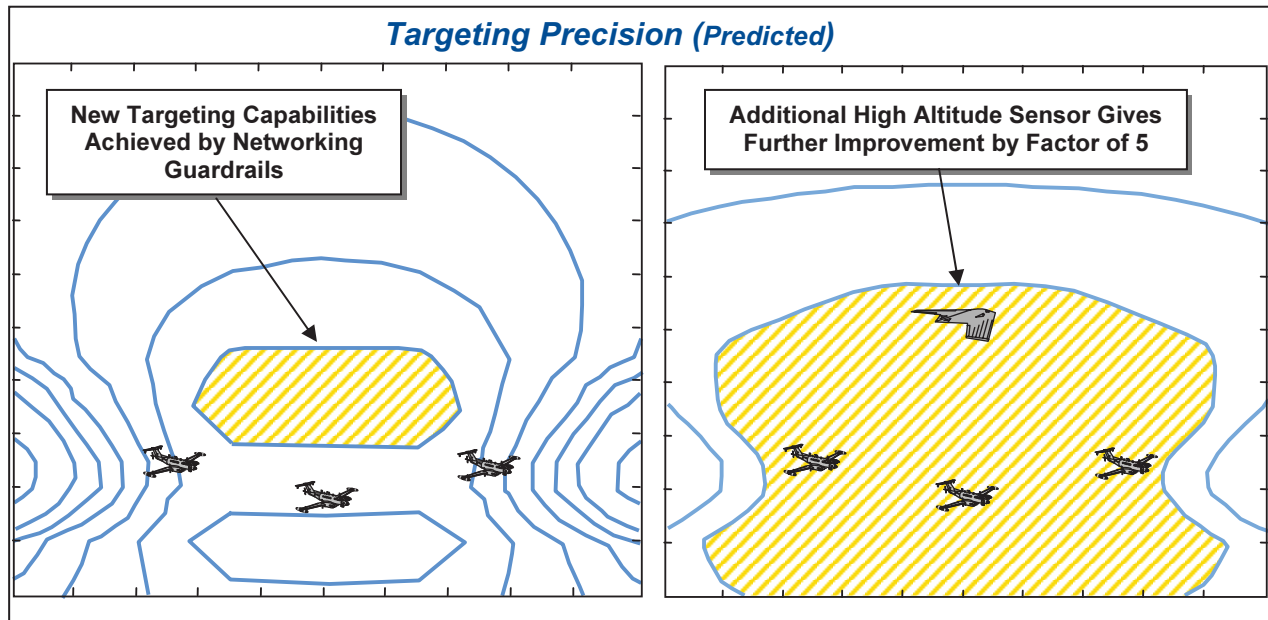 Targeting Precision (Predicted)
New Targeting Capabilities
Achieved by Networking
Guardrails
Additional High Altitude Sensor Gives
Further Improvement by Factor of 5